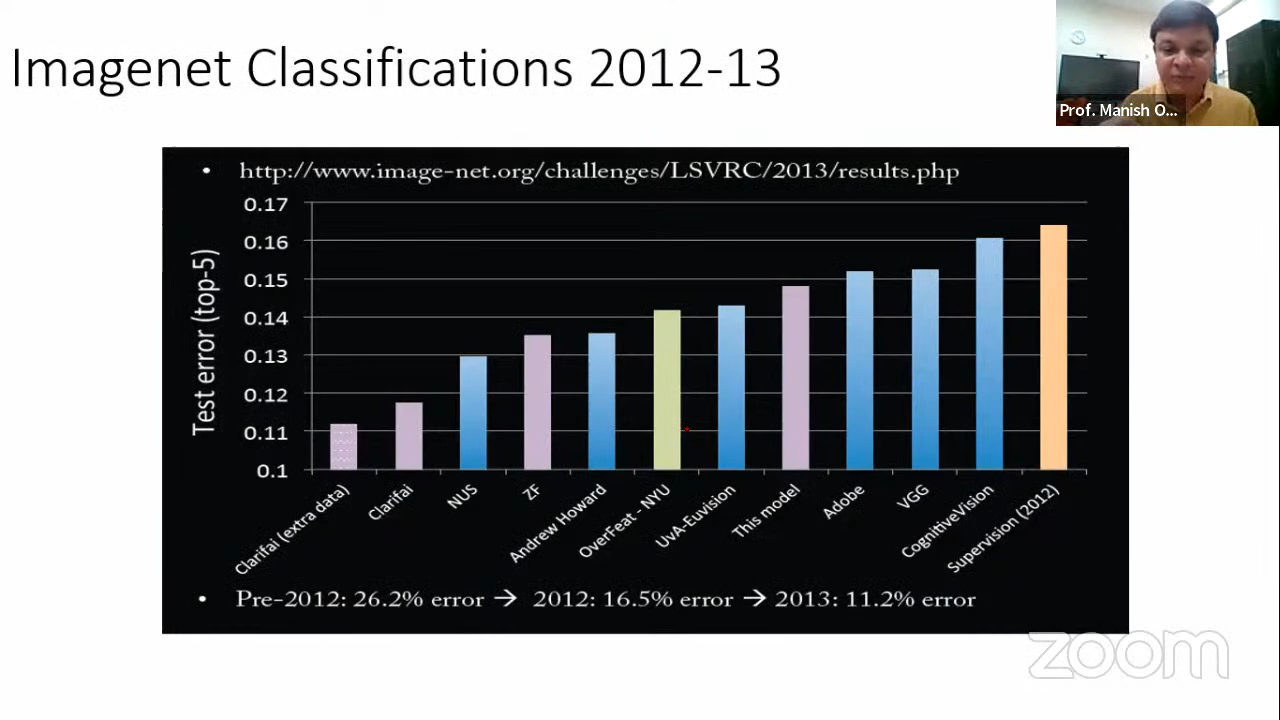 Imagenet Classifications 2012-13
Prof. Manish O...
• http://www.image-net.org/challenges/LSVRC/2013/results.php
Test error (top-5)
0.17
0.16
0.15
0.14
0.13
0.12
0.11
0.1
Clarifai (extra data)
Clarifai
NUS
ZF
Andrew Howard
OverFeat - NYU
UvA-Euvision
This model
Adobe
VGG
CognitiveVision
Supervision (2012)
• Pre-2012: 26.2% error → 2012: 16.5% error → 2013: 11.2% error
zoom